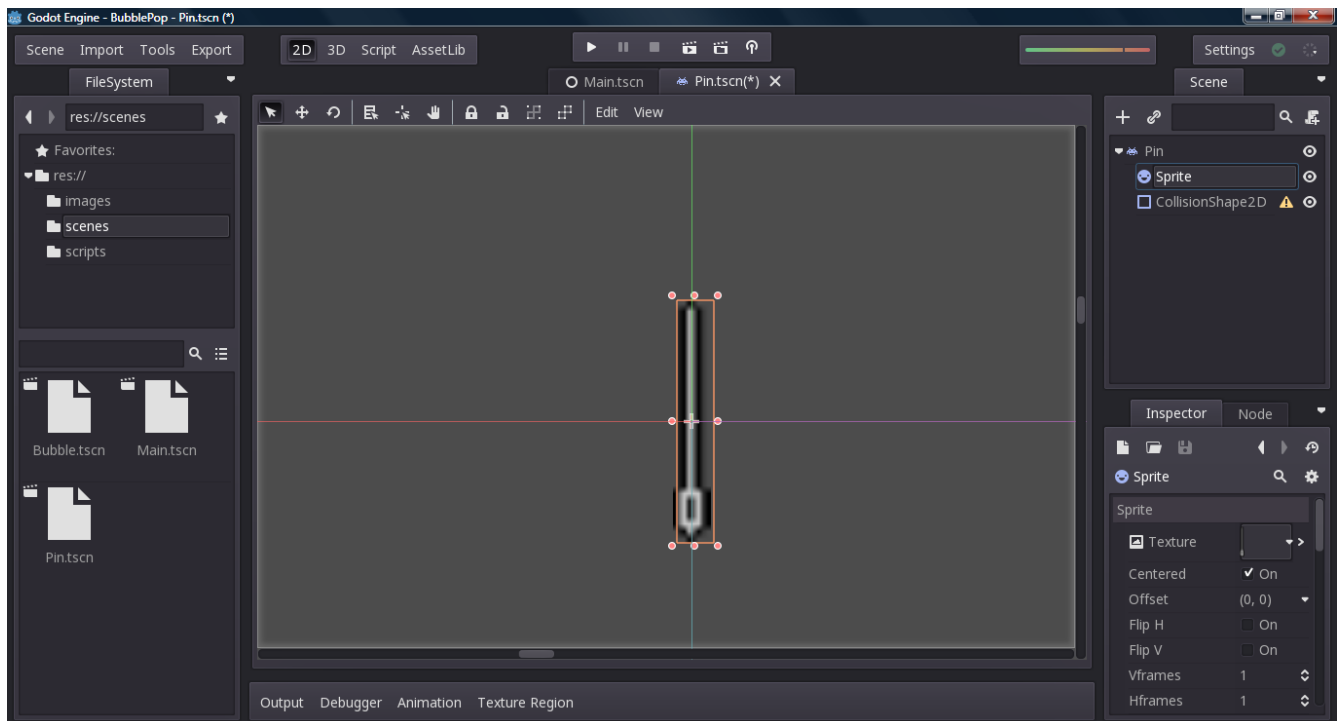 Godot Engine - BubblePop - Pin.tscn (*)
Scene Import Tools Export 2D 3D Script AssetLib Settings
FileSystem Main.tscn Pin.tscn(*) Scene
res://scenes Edit View
Favorites: Pin
res:// Sprite
images CollisionShape2D
scenes
scripts
Bubble.tscn Main.tscn
Pin.tscn
Inspector Node
Sprite
Sprite
Texture
Centered On
Offset (0, 0)
Flip H On
Flip V On
Vframes 1
Hframes 1
Output Debugger Animation Texture Region